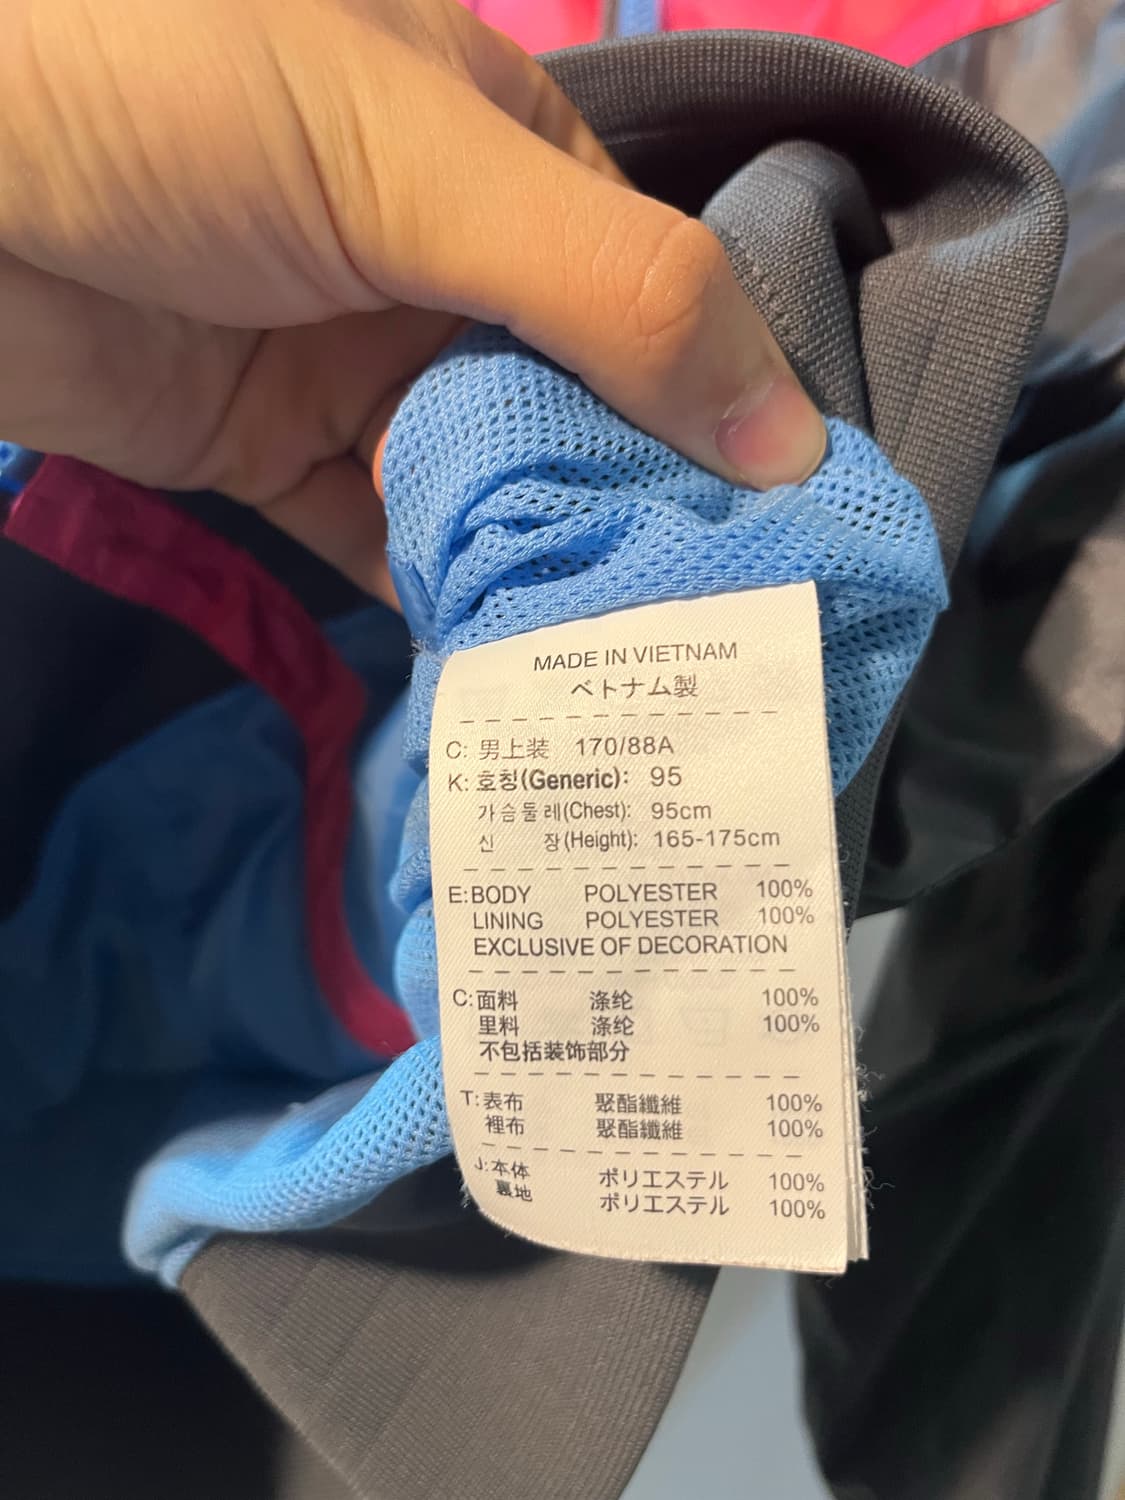 MADE IN VIETNAM
ベトナム製
C: 男上装 170/88A
K: 호칭(Generic): 95
가슴둘레(Chest): 95cm
신 장(Height): 165-175cm
E: BODY POLYESTER 100%
LINING POLYESTER 100%
EXCLUSIVE OF DECORATION
C: 面料 涤纶 100%
里料 涤纶 100%
不包括装饰部分
T: 表布 聚酯纖維 100%
裡布 聚酯纖維 100%
J: 本体 ポリエステル 100%
裏地 ポリエステル 100%